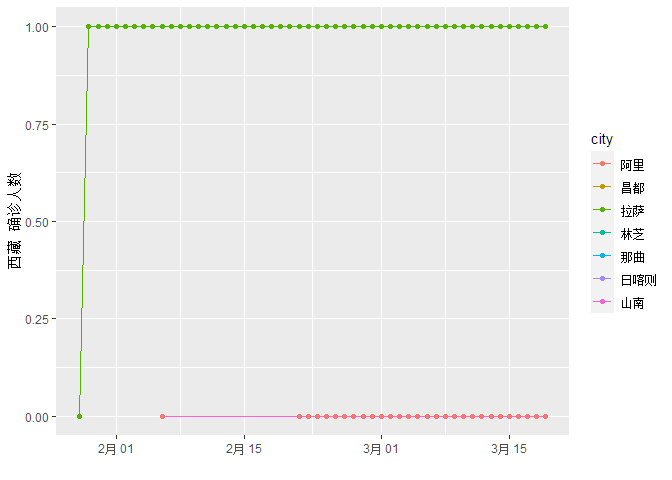 1.00
0.75
0.50
0.25
0.00
西藏 确诊人数
2月 01
2月 15
3月 01
3月 15
city
阿里
昌都
拉萨
林芝
那曲
日喀则
山南